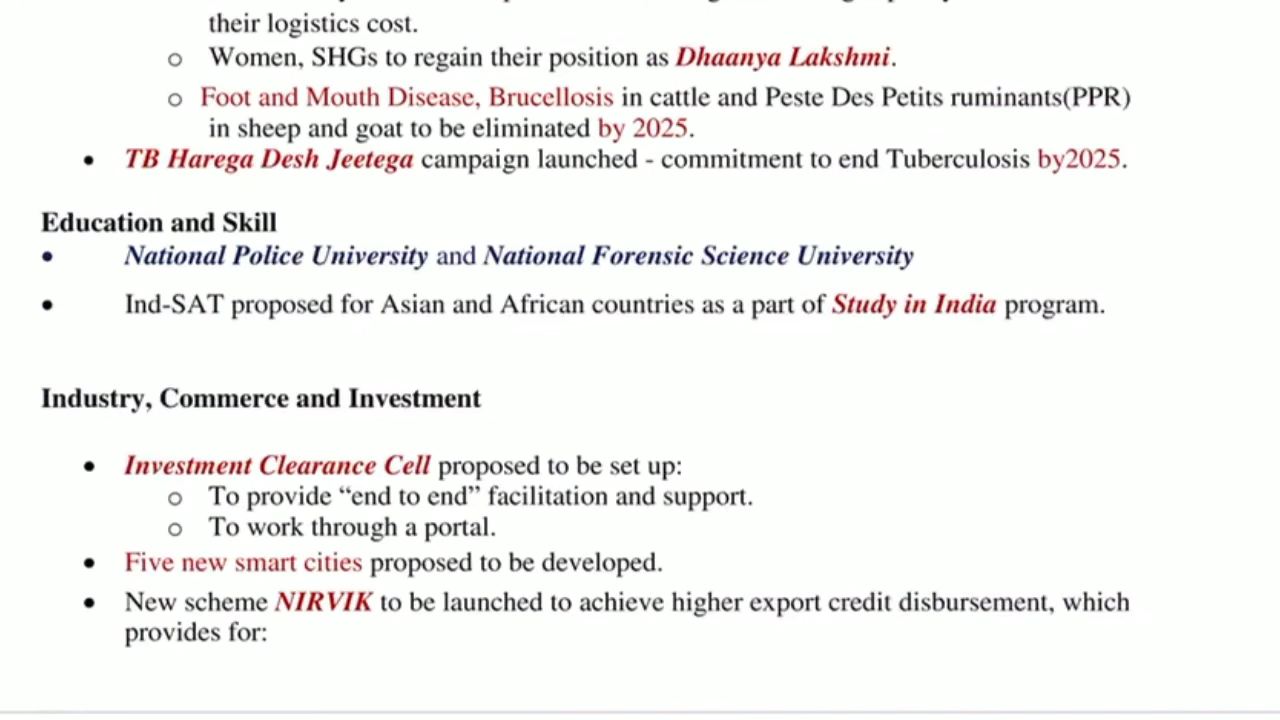 their logistics cost.
o Women, SHGs to regain their position as Dhaanya Lakshmi.
o Foot and Mouth Disease, Brucellosis in cattle and Peste Des Petits ruminants(PPR)
in sheep and goat to be eliminated by 2025.
• TB Harega Desh Jeetega campaign launched - commitment to end Tuberculosis by2025.
Education and Skill
• National Police University and National Forensic Science University
• Ind-SAT proposed for Asian and African countries as a part of Study in India program.
Industry, Commerce and Investment
• Investment Clearance Cell proposed to be set up:
o To provide “end to end” facilitation and support.
o To work through a portal.
• Five new smart cities proposed to be developed.
• New scheme NIRVIK to be launched to achieve higher export credit disbursement, which
provides for: